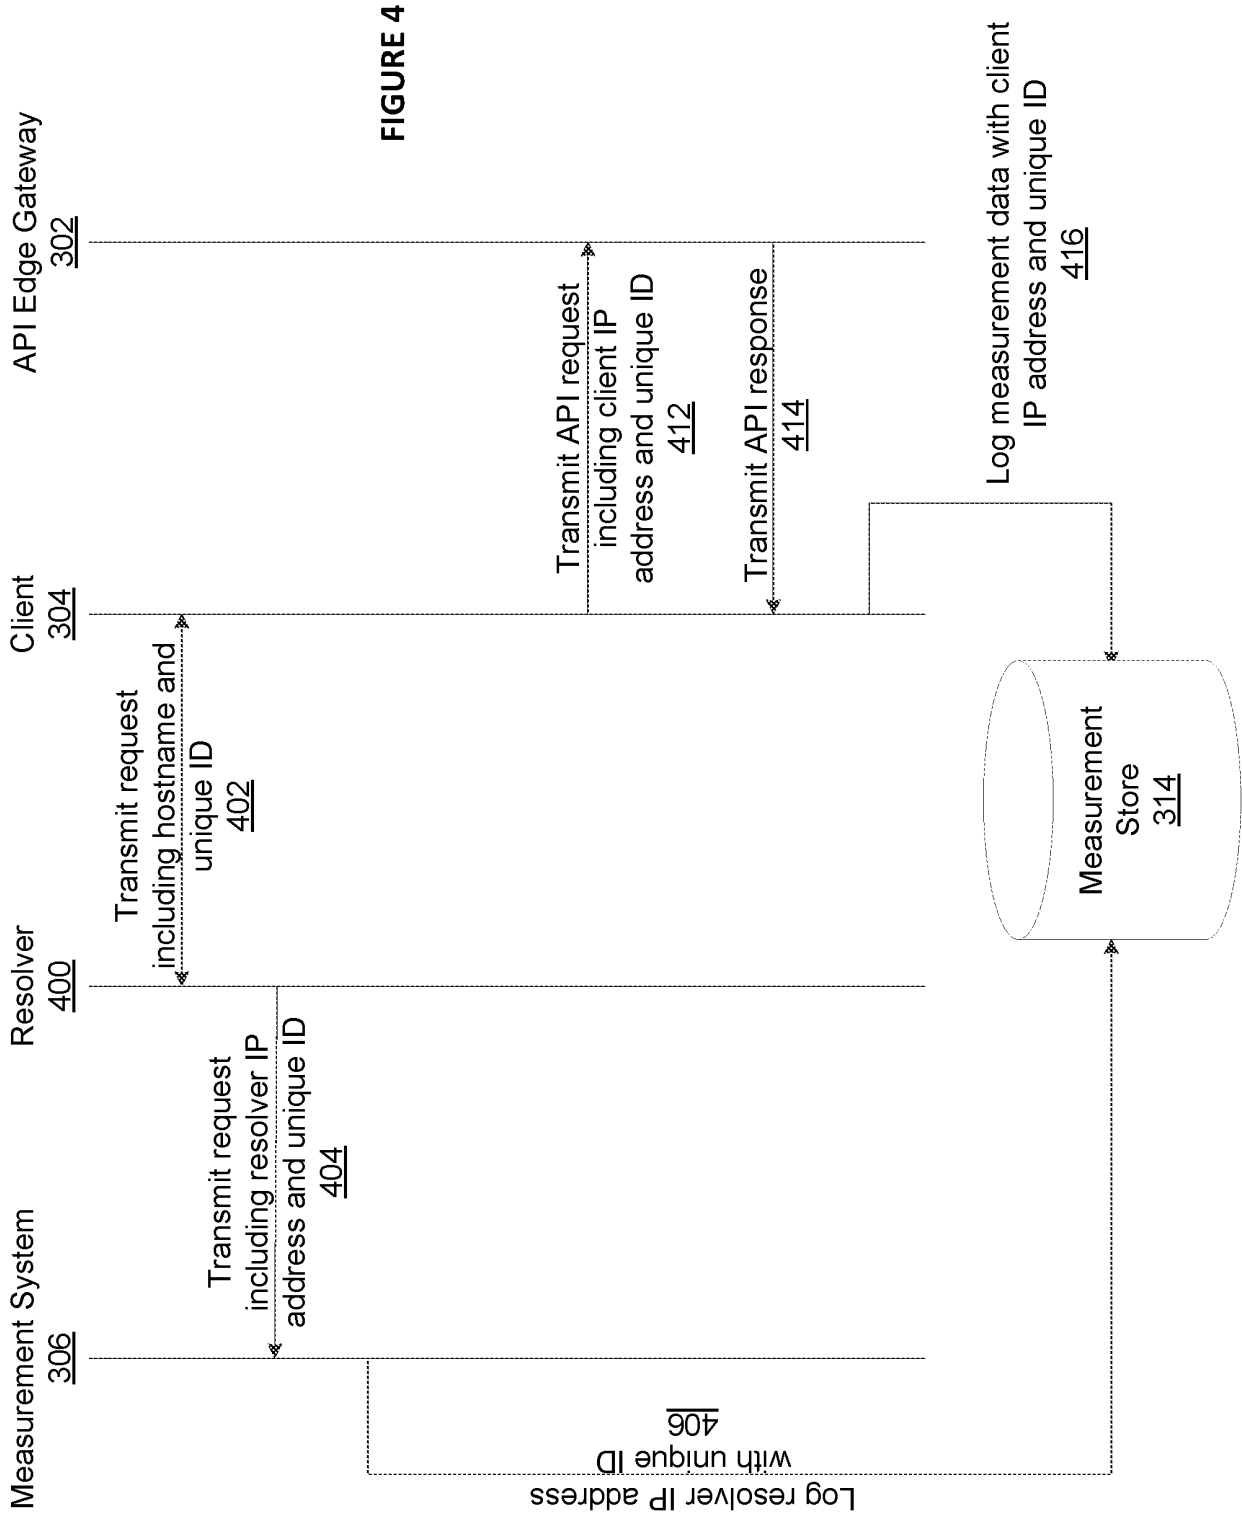 Measurement System
306
Resolver
400
Client
304
API Edge Gateway
302
Transmit request
including hostname and
unique ID
402
Transmit request
including resolver IP
address and unique ID
404
Log resolver IP address
with unique ID
406
Transmit API request
including client IP
address and unique ID
412
Transmit API response
414
Log measurement data with client
IP address and unique ID
416
Measurement
Store
314
FIGURE 4